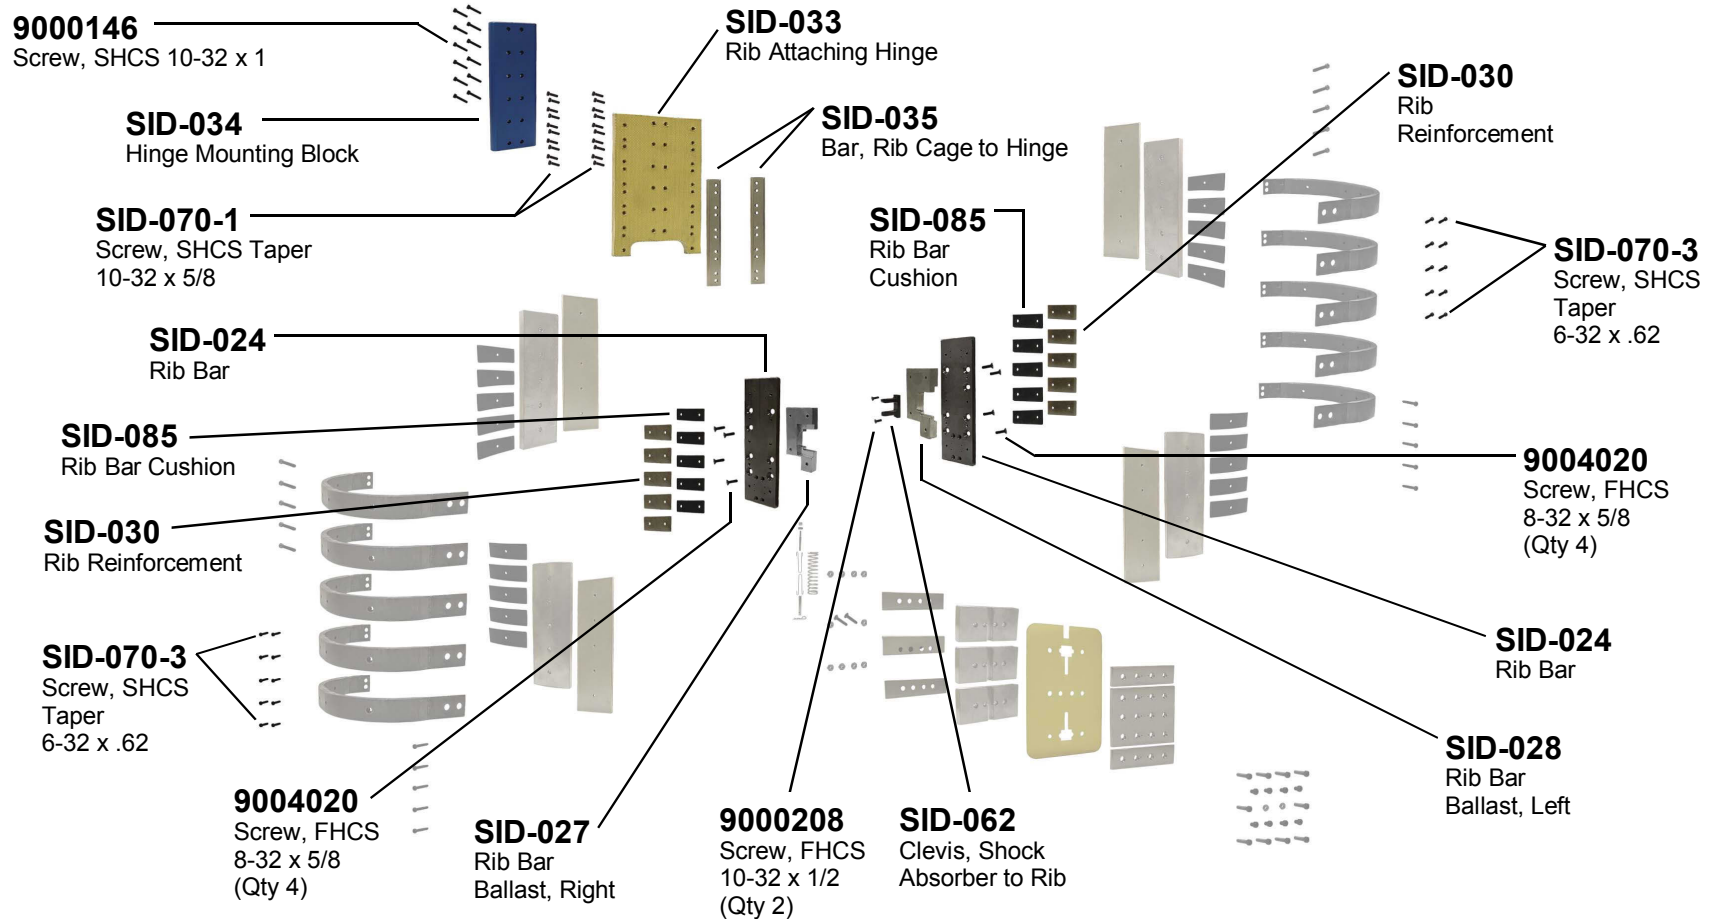 9000146
Screw, SHCS 10-32 x 1
SID-034
Hinge Mounting Block
SID-070-1
Screw, SHCS Taper
10-32 x 5/8
SID-033
Rib Attaching Hinge
SID-035
Bar, Rib Cage to Hinge
SID-030
Rib
Reinforcement
SID-085
Rib Bar
Cushion
SID-070-3
Screw, SHCS
Taper
6-32 x .62
SID-024
Rib Bar
SID-085
Rib Bar Cushion
SID-030
Rib Reinforcement
9004020
Screw, FHCS
8-32 x 5/8
(Qty 4)
SID-070-3
Screw, SHCS
Taper
6-32 x .62
SID-024
Rib Bar
SID-028
Rib Bar
Ballast, Left
9004020
Screw, FHCS
8-32 x 5/8
(Qty 4)
SID-027
Rib Bar
Ballast, Right
9000208
Screw, FHCS
10-32 x 1/2
(Qty 2)
SID-062
Clevis, Shock
Absorber to Rib